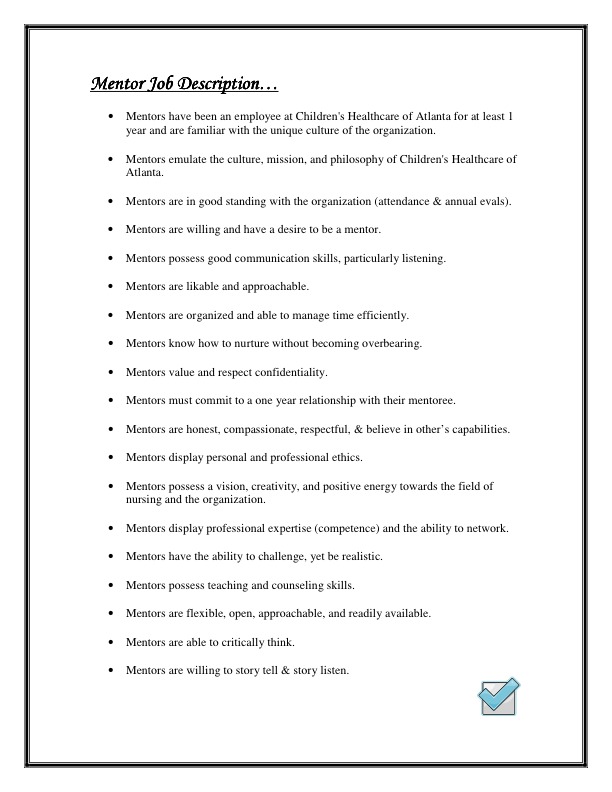 Mentor Job Description…
• Mentors have been an employee at Children's Healthcare of Atlanta for at least 1
year and are familiar with the unique culture of the organization.
• Mentors emulate the culture, mission, and philosophy of Children's Healthcare of
Atlanta.
• Mentors are in good standing with the organization (attendance & annual evals).
• Mentors are willing and have a desire to be a mentor.
• Mentors possess good communication skills, particularly listening.
• Mentors are likable and approachable.
• Mentors are organized and able to manage time efficiently.
• Mentors know how to nurture without becoming overbearing.
• Mentors value and respect confidentiality.
• Mentors must commit to a one year relationship with their mentoree.
• Mentors are honest, compassionate, respectful, & believe in other’s capabilities.
• Mentors display personal and professional ethics.
• Mentors possess a vision, creativity, and positive energy towards the field of
nursing and the organization.
• Mentors display professional expertise (competence) and the ability to network.
• Mentors have the ability to challenge, yet be realistic.
• Mentors possess teaching and counseling skills.
• Mentors are flexible, open, approachable, and readily available.
• Mentors are able to critically think.
• Mentors are willing to story tell & story listen.